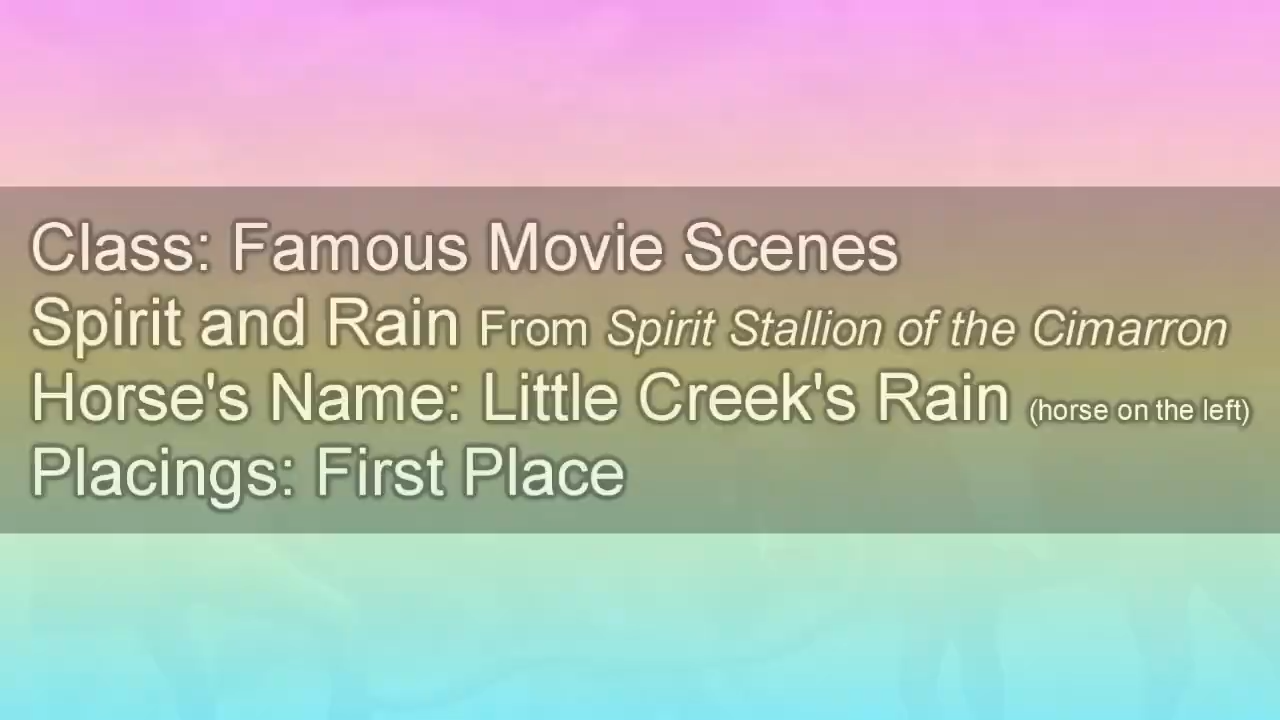 Class: Famous Movie Scenes
Spirit and Rain From Spirit Stallion of the Cimarron
Horse's Name: Little Creek's Rain (horse on the left)
Placings: First Place